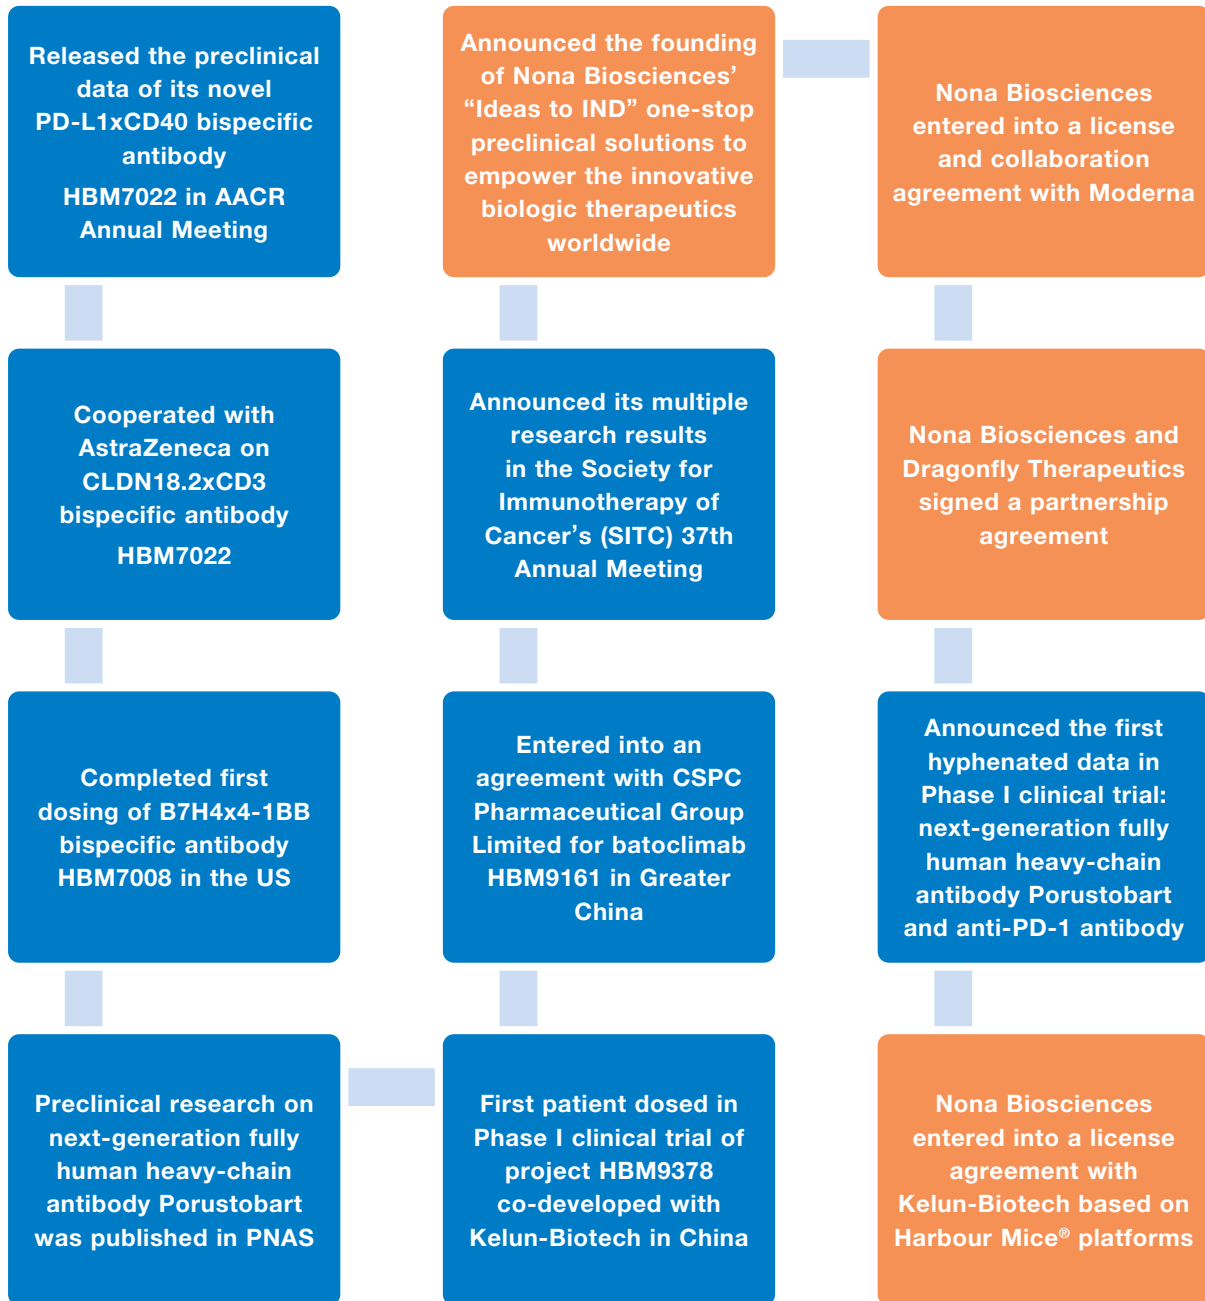 Released the preclinical
data of its novel
PD-L1xCD40 bispecific
antibody
HBM7022 in AACR
Annual Meeting
Cooperated with
AstraZeneca on
CLDN18.2xCD3
bispecific antibody
HBM7022
Completed first
dosing of B7H4x4-1BB
bispecific antibody
HBM7008 in the US
Preclinical research on
next-generation fully
human heavy-chain
antibody Porustobart
was published in PNAS
First patient dosed in
Phase I clinical trial of
project HBM9378
co-developed with
Kelun-Biotech in China
Entered into an
agreement with CSPC
Pharmaceutical Group
Limited for batoclimab
HBM9161 in Greater
China
Announced its multiple
research results
in the Society for
Immunotherapy of
Cancer's (SITC) 37th
Annual Meeting
Announced the founding
of Nona Biosciences'
“Ideas to IND” one-stop
preclinical solutions to
empower the innovative
biologic therapeutics
worldwide
Nona Biosciences
entered into a license
and collaboration
agreement with Moderna
Nona Biosciences and
Dragonfly Therapeutics
signed a partnership
agreement
Announced the first
hyphenated data in
Phase I clinical trial:
next-generation fully
human heavy-chain
antibody Porustobart
and anti-PD-1 antibody
Nona Biosciences
entered into a license
agreement with
Kelun-Biotech based on
Harbour Mice® platforms